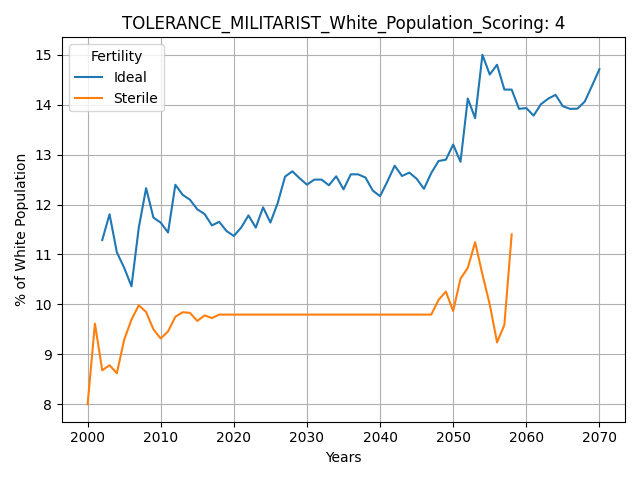 TOLERANCE_MILITARIST_White_Population_Scoring: 4
Fertility
Ideal
Sterile
% of White Population
15
14
13
12
11
10
9
8
2000 2010 2020 2030 2040 2050 2060 2070
Years